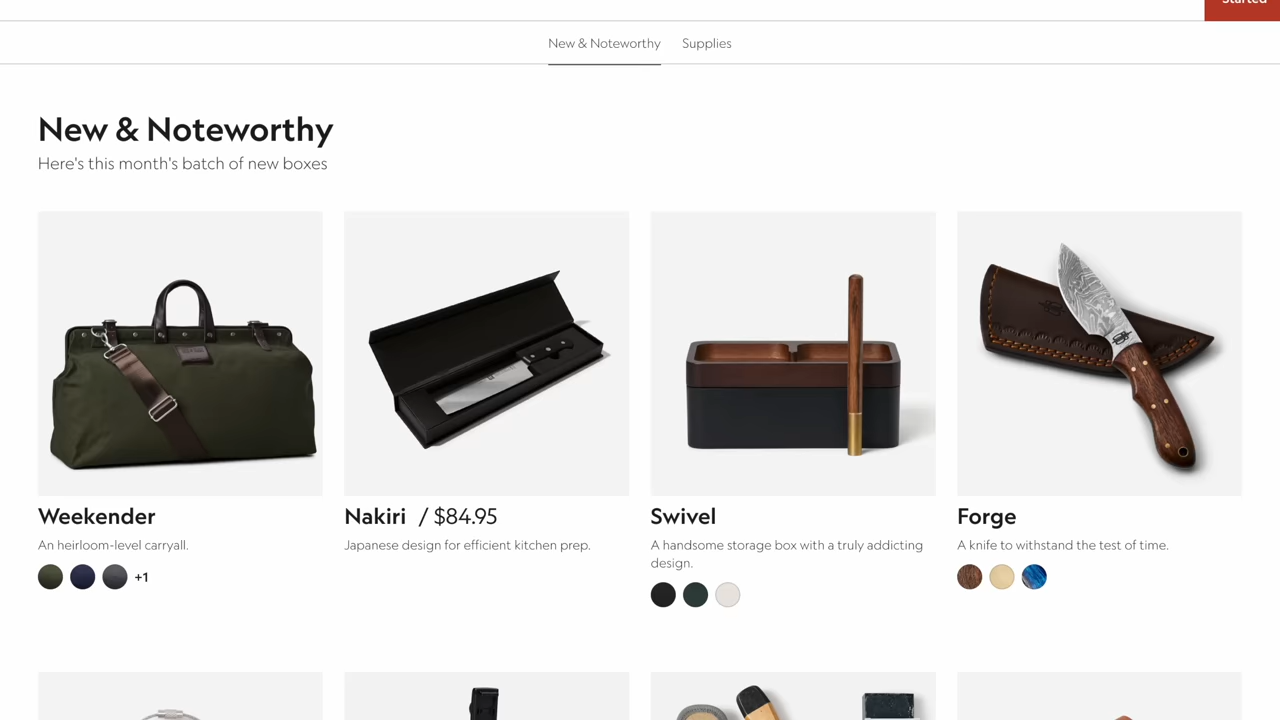 Started
New & Noteworthy
Supplies
New & Noteworthy
Here's this month's batch of new boxes
Weekender
An heirloom-level carryall.
+1
Nakiri / $84.95
Japanese design for efficient kitchen prep.
Swivel
A handsome storage box with a truly addicting
design.
Forge
A knife to withstand the test of time.